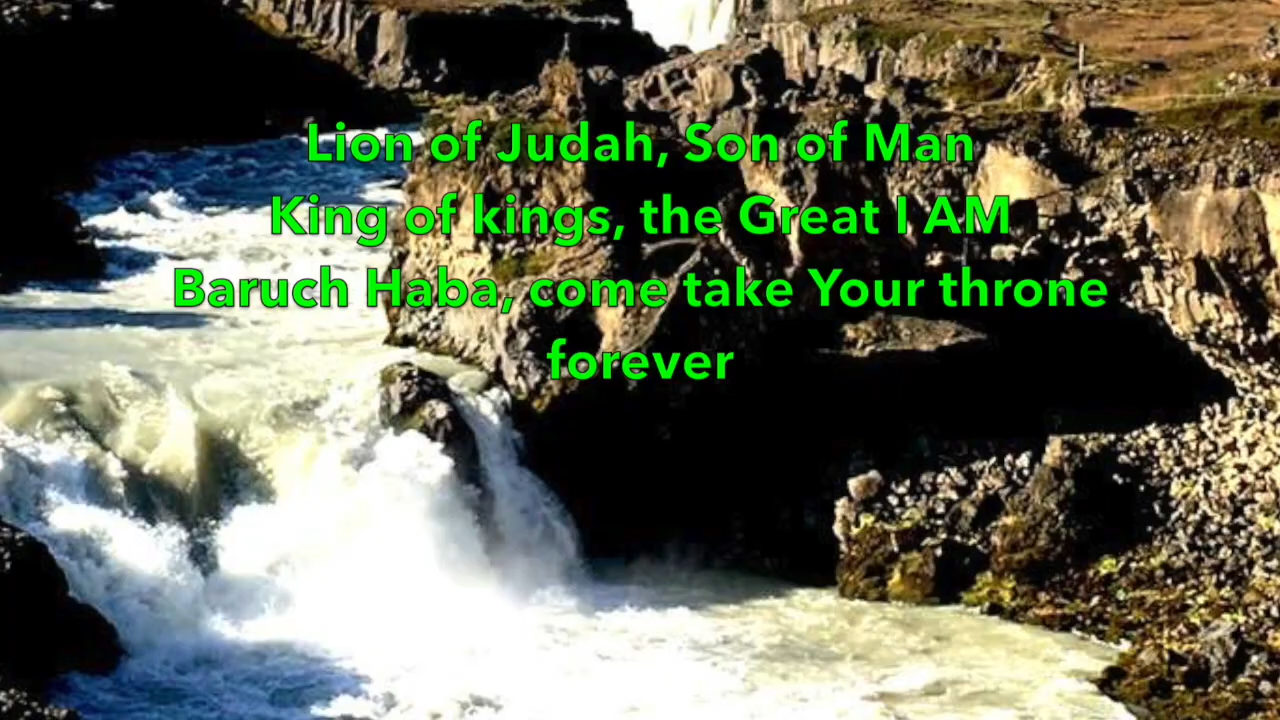 Lion of Judah, Son of Man
King of kings, the Great I AM
Baruch Haba, come take Your throne
forever